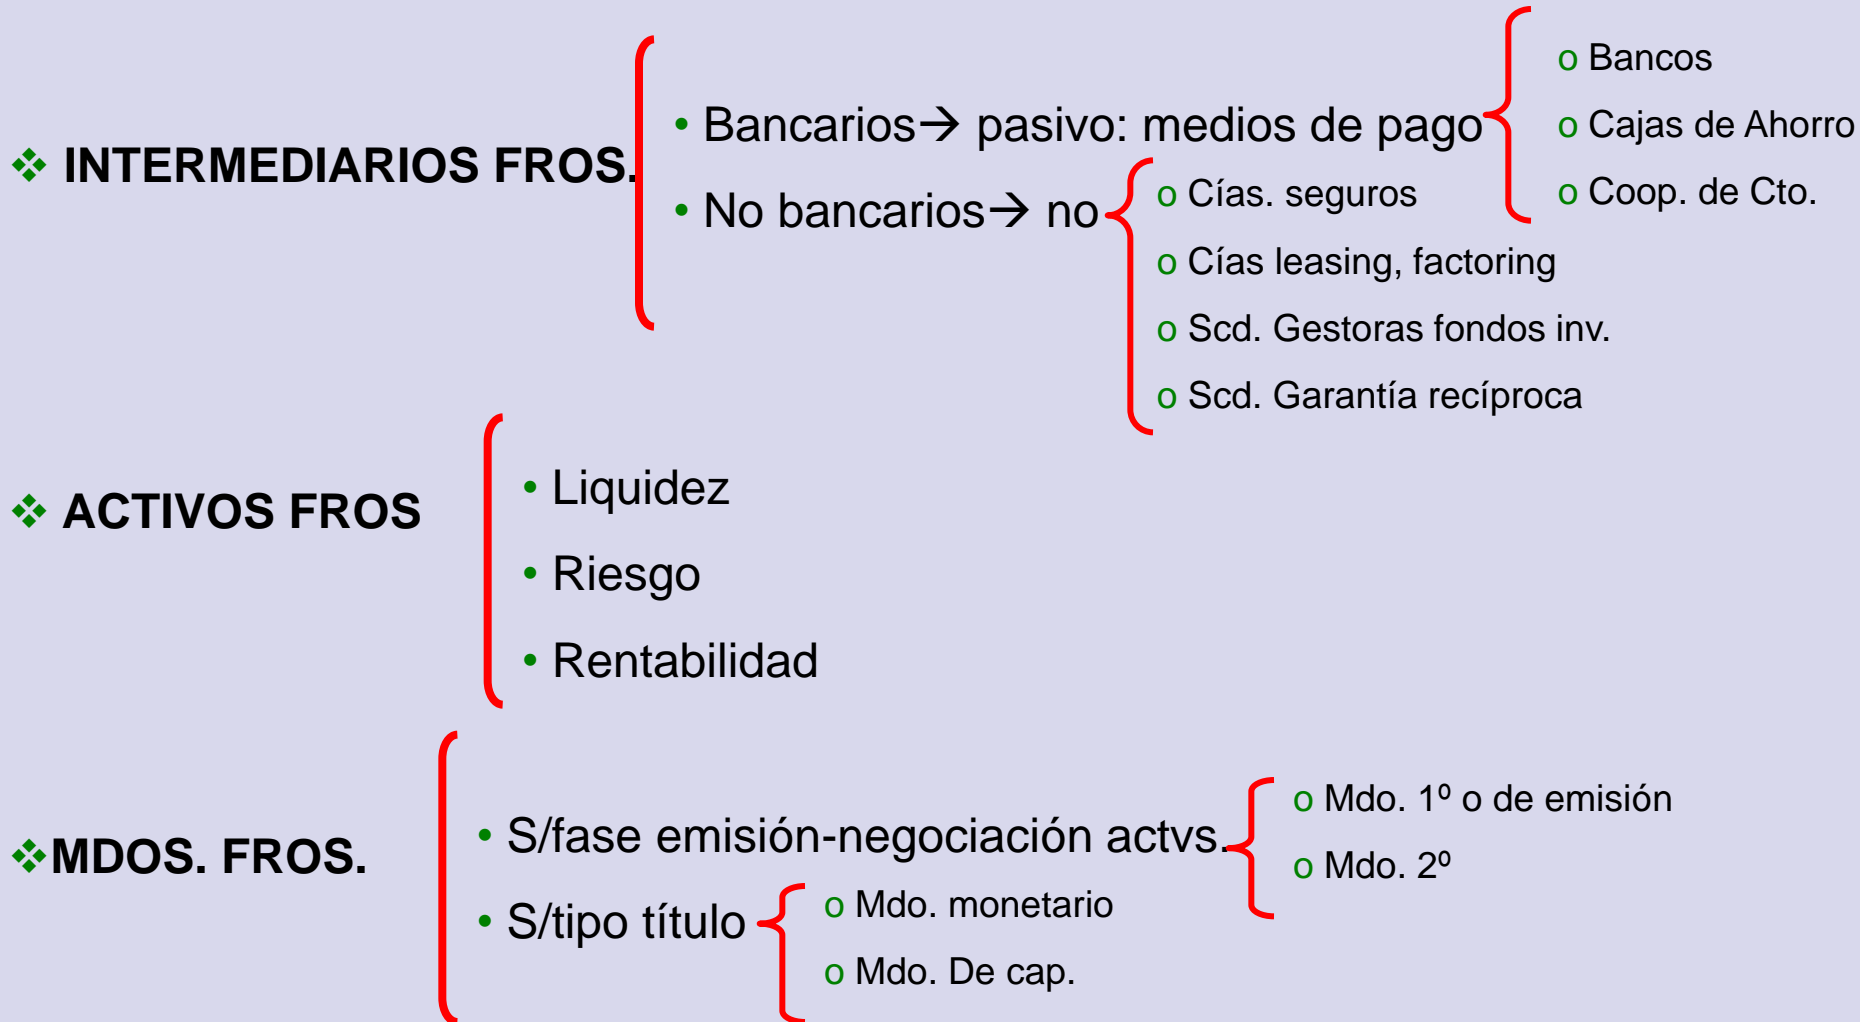 ❖ INTERMEDIARIOS FROS.
• Bancarios→ pasivo: medios de pago
o Bancos
o Cajas de Ahorro
o Coop. de Cto.
• No bancarios→ no
o Cías. seguros
o Cías leasing, factoring
o Scd. Gestoras fondos inv.
o Scd. Garantía recíproca
❖ ACTIVOS FROS
• Liquidez
• Riesgo
• Rentabilidad
❖MDOS. FROS.
• S/fase emisión-negociación actvs.
o Mdo. 1º o de emisión
o Mdo. 2º
• S/tipo título
o Mdo. monetario
o Mdo. De cap.